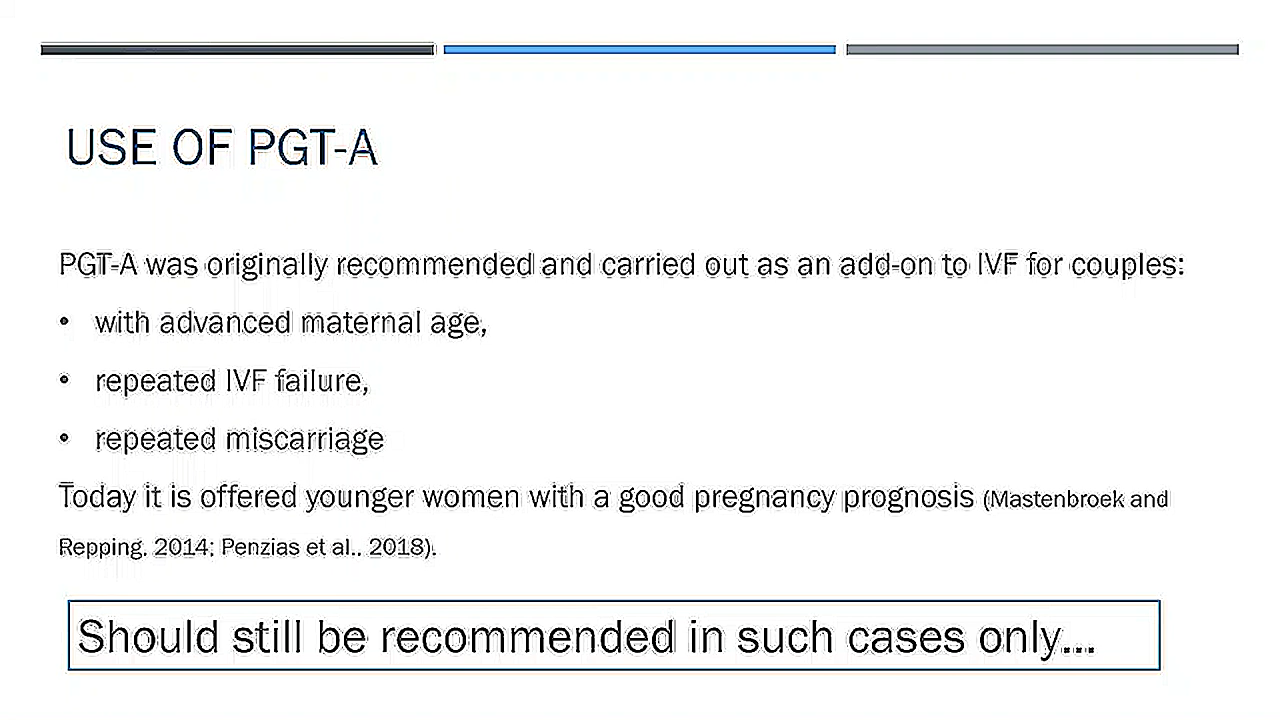 USE OF PGT-A
PGT-A was originally recommended and carried out as an add-on to IVF for couples:
• with advanced maternal age,
• repeated IVF failure,
• repeated miscarriage
Today it is offered younger women with a good pregnancy prognosis (Mastenbroek and
Repping, 2014; Penzias et al., 2018).
Should still be recommended in such cases only...